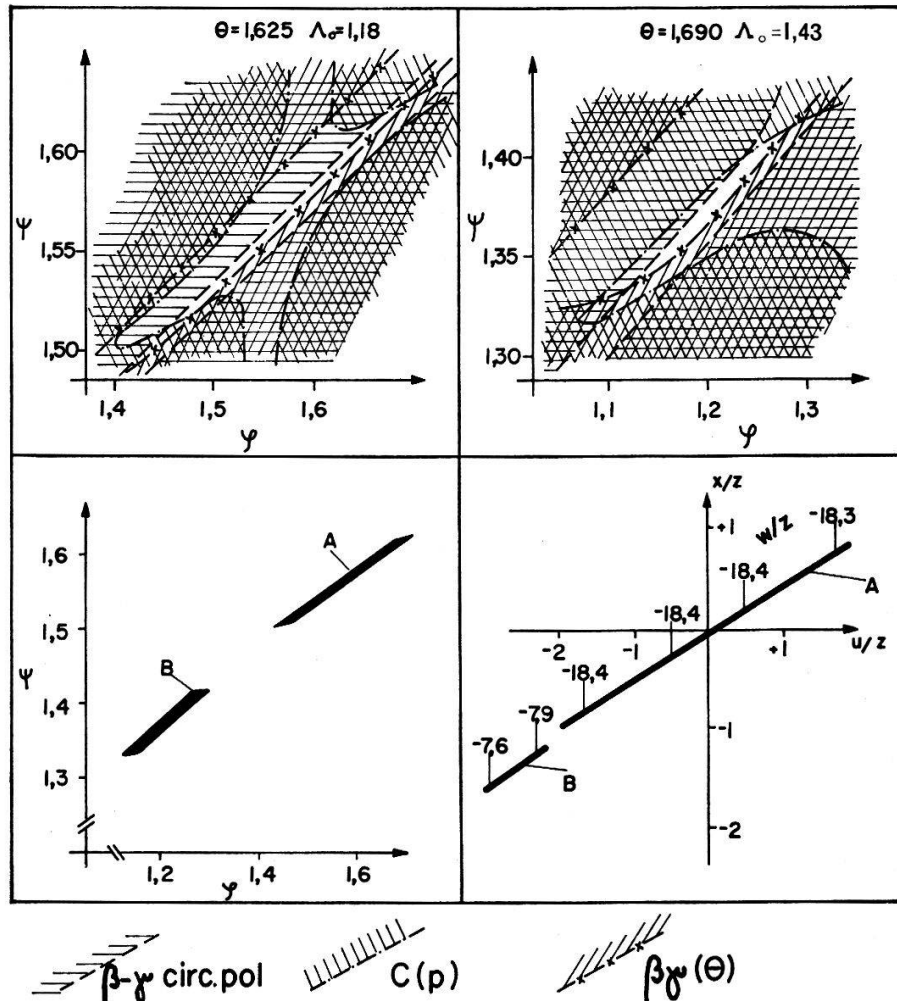 θ=1,625 Λ₀=1,18
1,60
ψ
1,55
1,50
1,4 1,5 1,6
φ
θ=1,690 Λ₀=1,43
1,40
ψ
1,35
1,30
1,1 1,2 1,3
φ
1,6
A
1,5
B
ψ
1,4
1,3
1,2 1,4 1,6
φ
x/z
+1
w/z
-18,3
-18,4
A
-18,4
-2 -1 +1 u/z
-18,4
-7,9
-1
-7,6
B
-2
β-γ circ.pol C(p) βγ(θ)